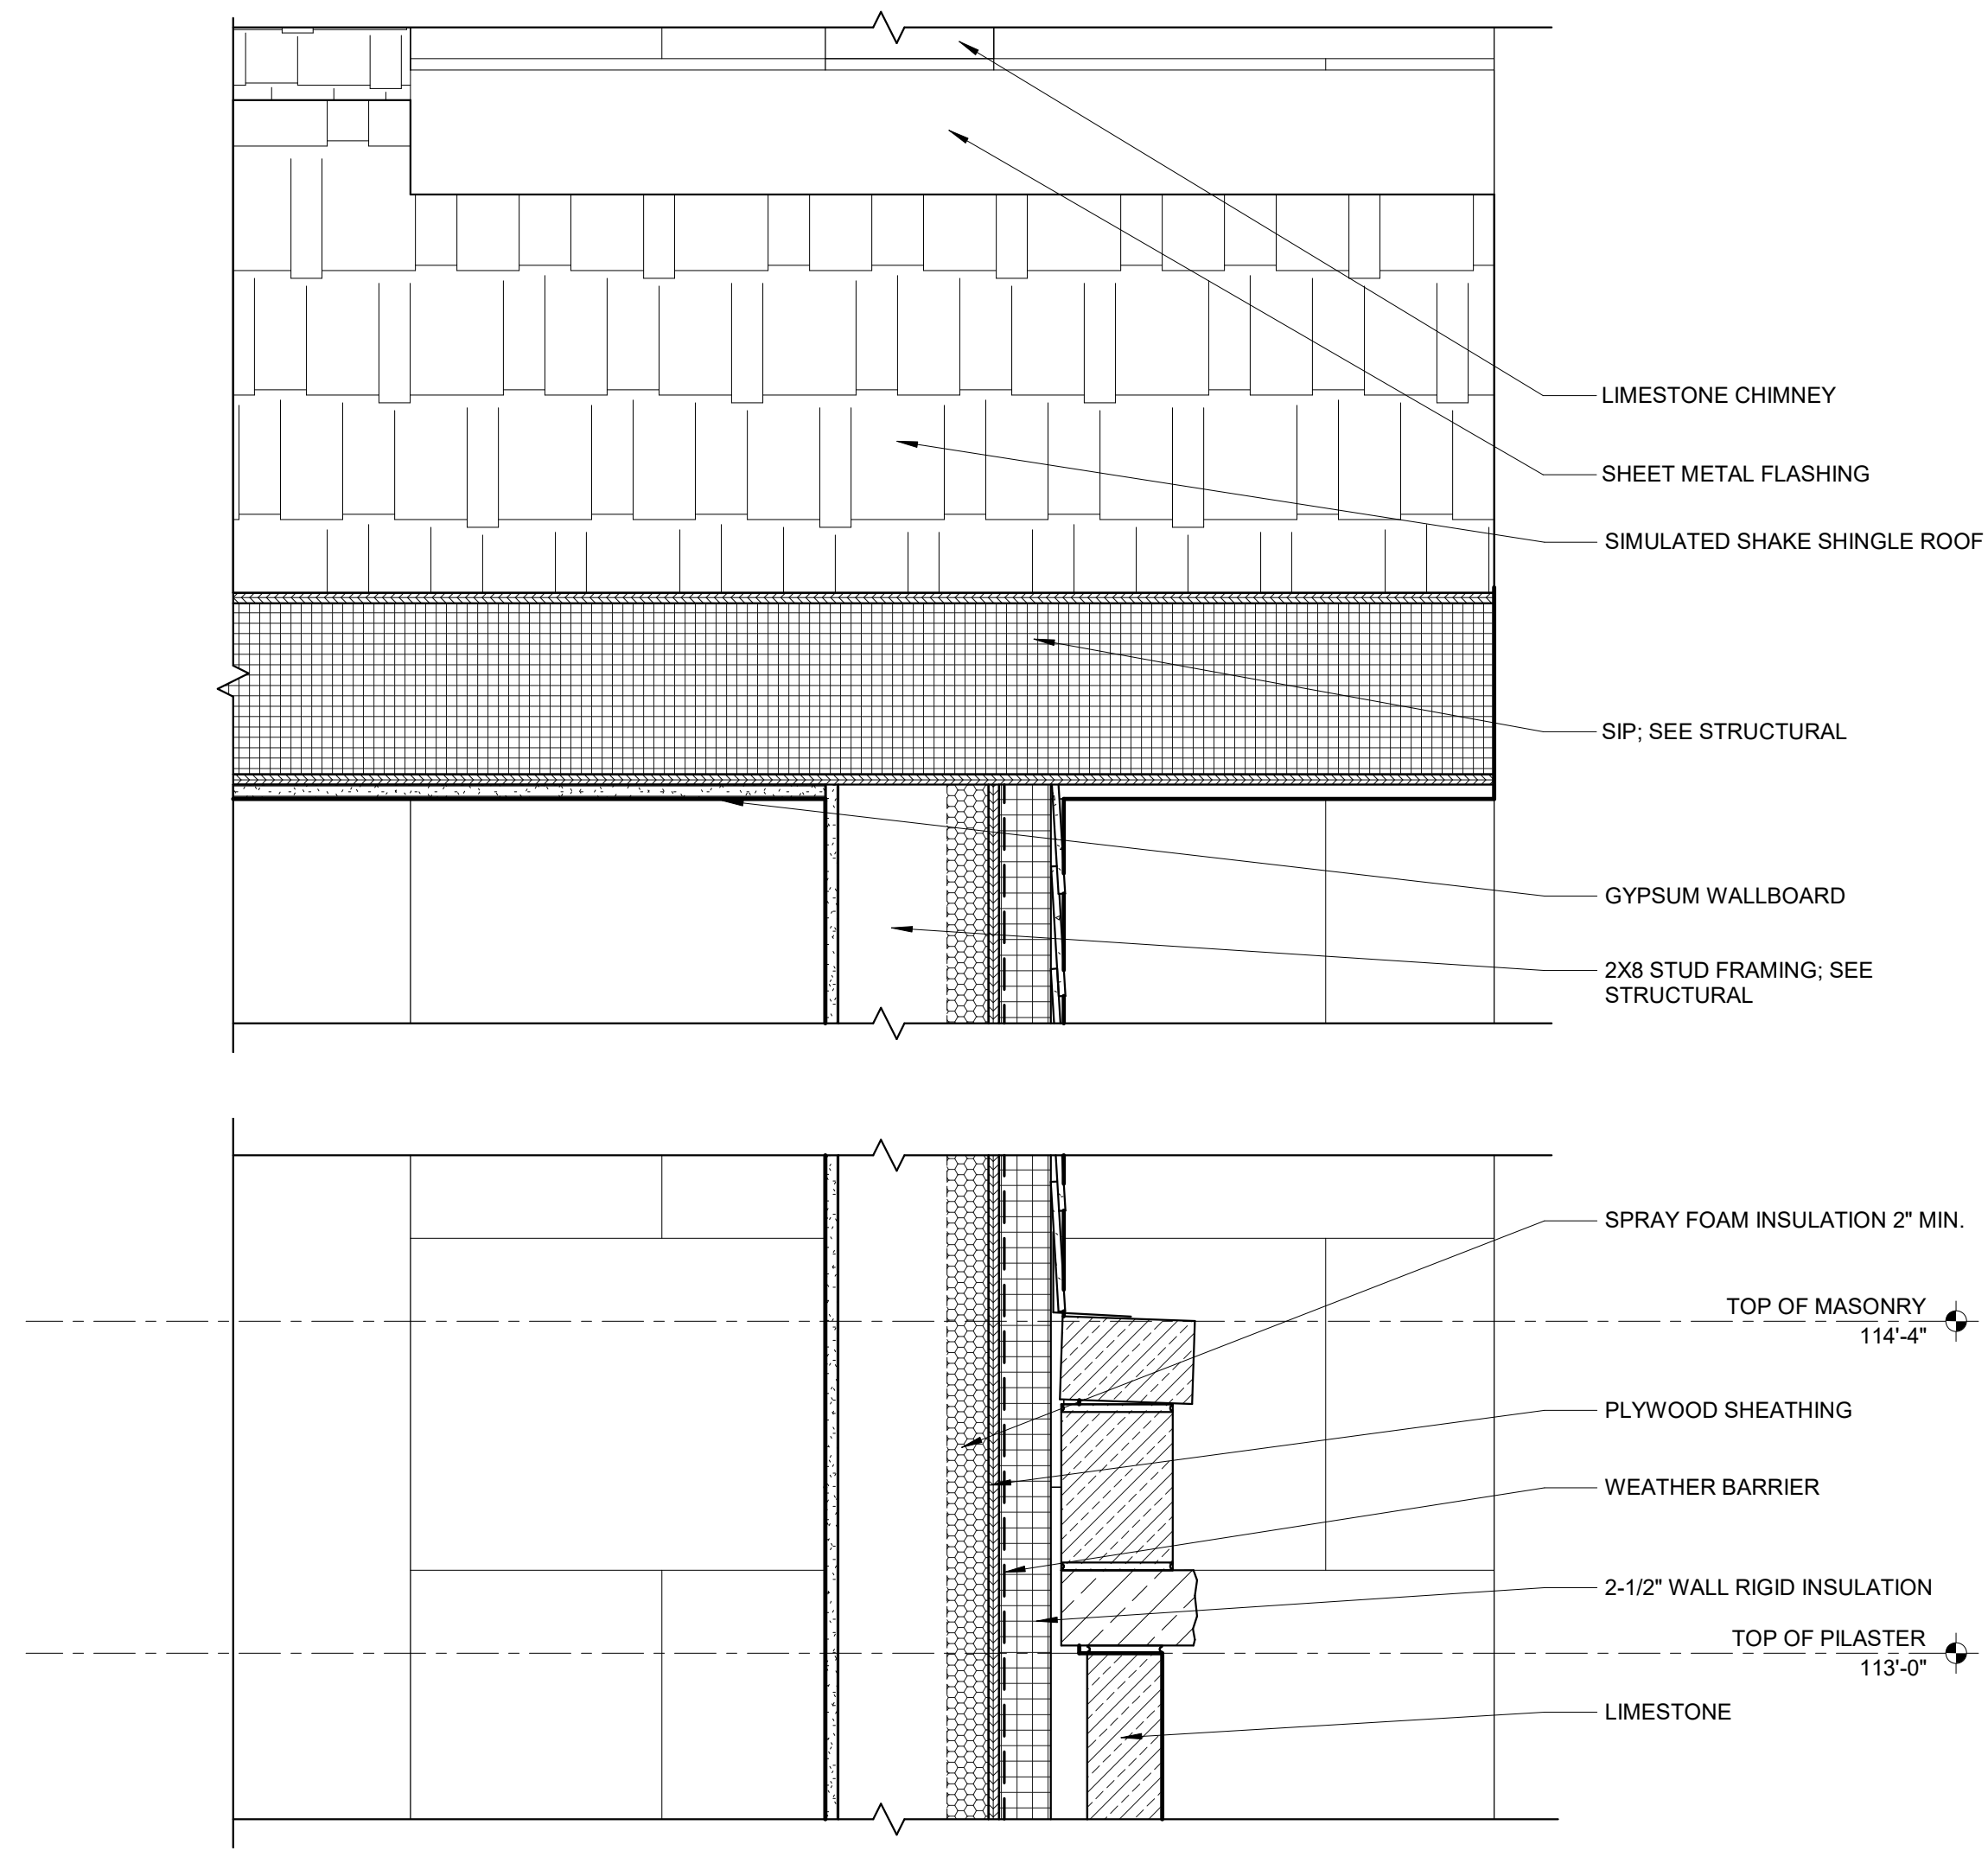 LIMESTONE CHIMNEY
SHEET METAL FLASHING
SIMULATED SHAKE SHINGLE ROOF
SIP; SEE STRUCTURAL
GYPSUM WALLBOARD
2X8 STUD FRAMING; SEE
STRUCTURAL
SPRAY FOAM INSULATION 2" MIN.
TOP OF MASONRY
114'-4"
PLYWOOD SHEATHING
WEATHER BARRIER
2-1/2" WALL RIGID INSULATION
TOP OF PILASTER
113'-0"
LIMESTONE